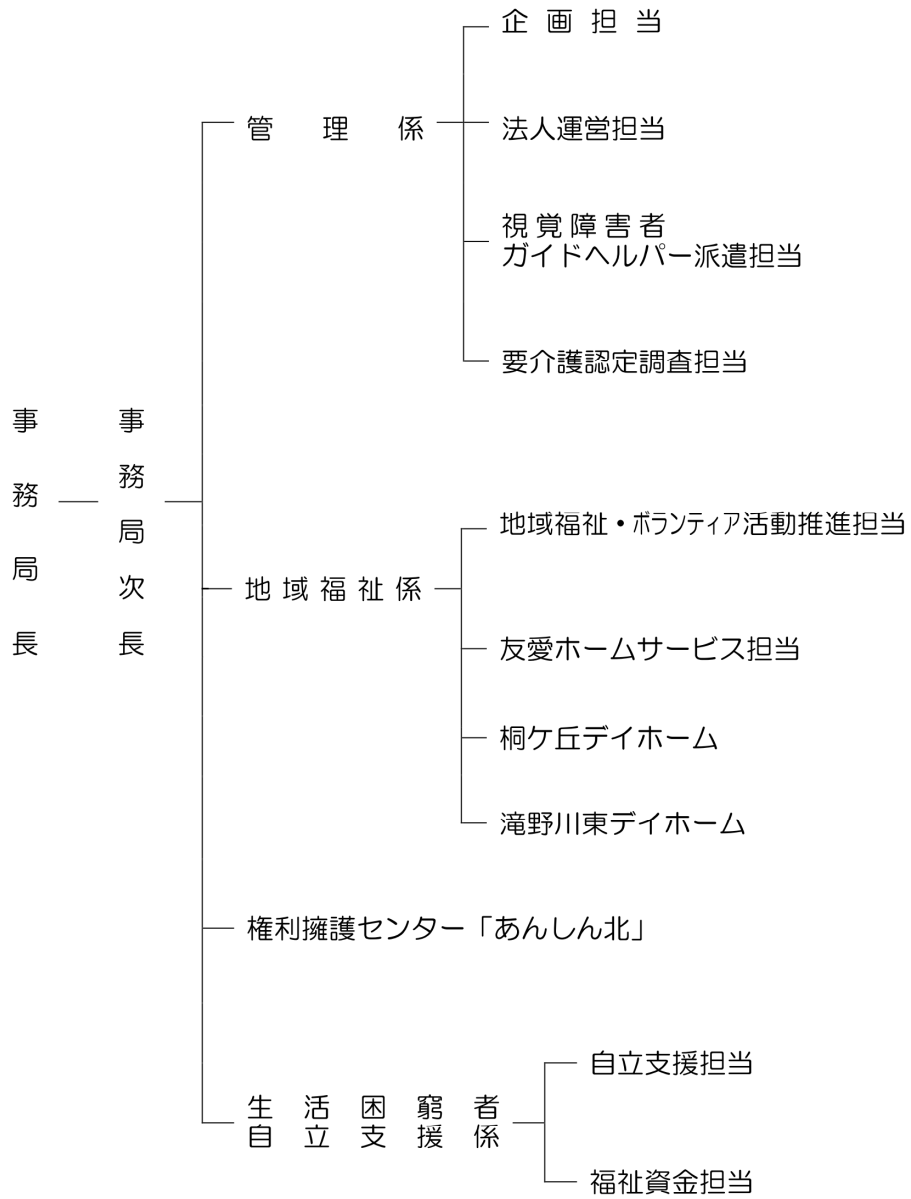 事務局長
事務局次長
管理係
企画担当
法人運営担当
視覚障害者
ガイドヘルパー派遣担当
要介護認定調査担当
地域福祉係
地域福祉・ボランティア活動推進担当
友愛ホームサービス担当
桐ケ丘デイホーム
滝野川東デイホーム
権利擁護センター「あんしん北」
生活困窮者
自立支援係
自立支援担当
福祉資金担当